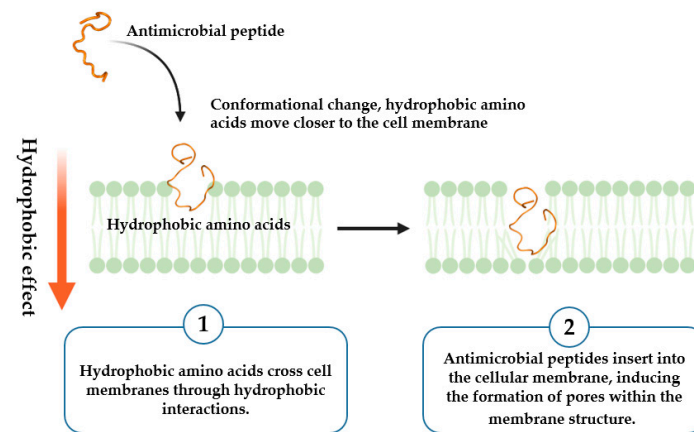 Antimicrobial peptide
Conformational change, hydrophobic amino
acids move closer to the cell membrane
Hydrophobic effect
Hydrophobic amino acids
1
Hydrophobic amino acids cross cell
membranes through hydrophobic
interactions.
2
Antimicrobial peptides insert into
the cellular membrane, inducing
the formation of pores within the
membrane structure.